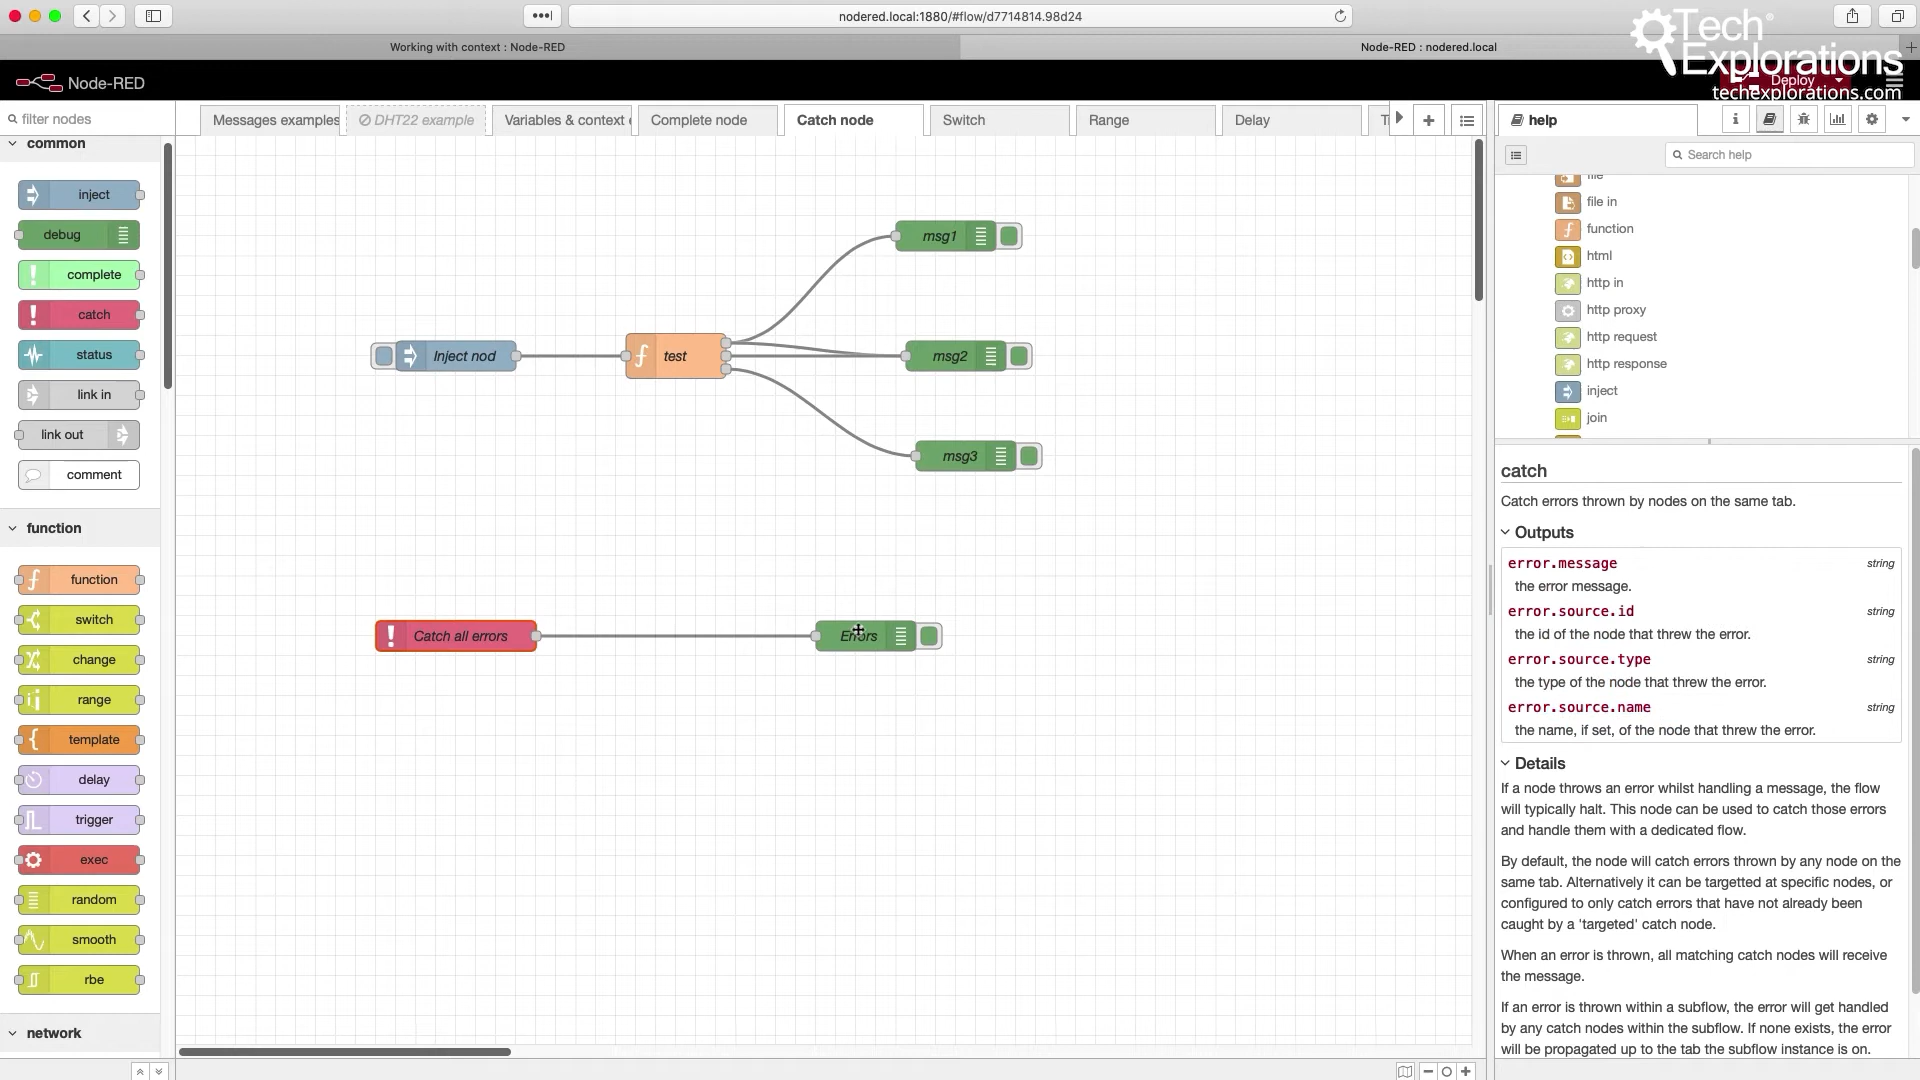 nodered.local:1880/#flow/d7714814.98d24
Working with context : Node-RED
Node-RED : nodered.local
Tech
Explorations
techexplorations.com
Node-RED
Deploy
filter nodes
Messages examples
DHT22 example
Variables & context
Complete node
Catch node
Switch
Range
Delay
help
Search help
common
inject
debug
complete
catch
status
link in
link out
comment
function
function
switch
change
range
template
delay
trigger
exec
random
smooth
rbe
network
msg1
Inject nod
test
msg2
msg3
Catch all errors
Errors
file
file in
function
html
http in
http proxy
http request
http response
inject
join
catch
Catch errors thrown by nodes on the same tab.
Outputs
error.message string
the error message.
error.source.id string
the id of the node that threw the error.
error.source.type string
the type of the node that threw the error.
error.source.name string
the name, if set, of the node that threw the error.
Details
If a node throws an error whilst handling a message, the flow
will typically halt. This node can be used to catch those errors
and handle them with a dedicated flow.
By default, the node will catch errors thrown by any node on the
same tab. Alternatively it can be targetted at specific nodes, or
configured to only catch errors that have not already been
caught by a 'targeted' catch node.
When an error is thrown, all matching catch nodes will receive
the message.
If an error is thrown within a subflow, the error will get handled
by any catch nodes within the subflow. If none exists, the error
will be propagated up to the tab the subflow instance is on.